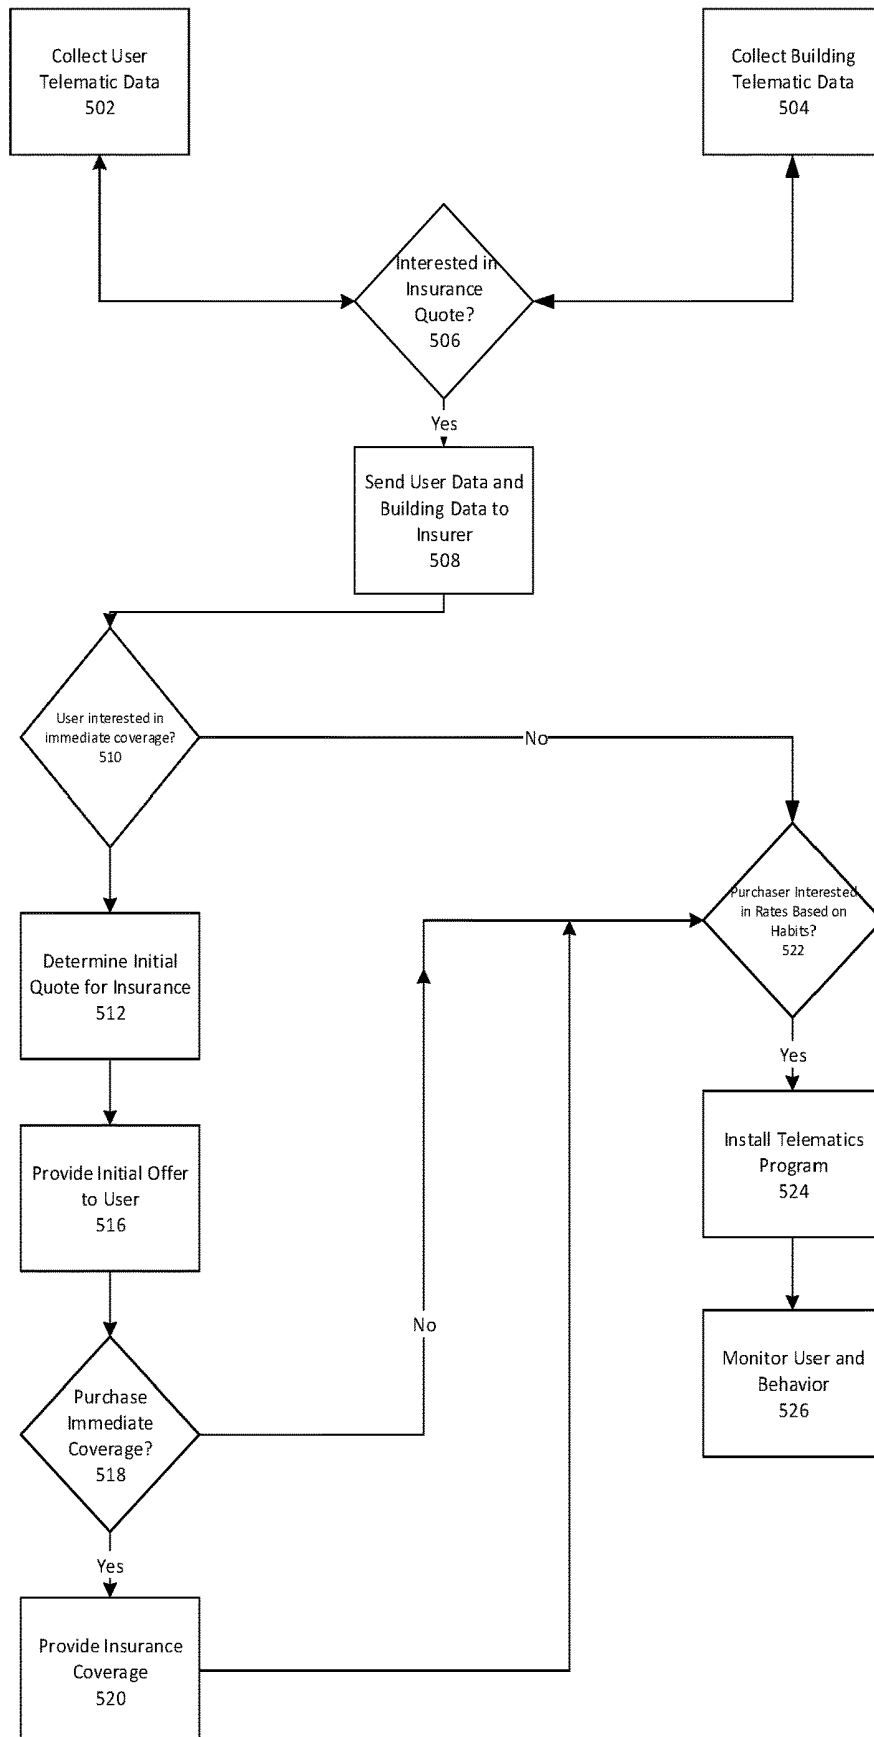 Collect User
Telematic Data
502
Collect Building
Telematic Data
504
Interested in
Insurance
Quote?
506
Yes
Send User Data and
Building Data to
Insurer
508
User interested in
immediate coverage?
510
No
Purchaser Interested
in Rates Based on
Habits?
522
Determine Initial
Quote for Insurance
512
Yes
Install Telematics
Program
524
Provide Initial Offer
to User
516
No
Monitor User and
Behavior
526
Purchase
Immediate
Coverage?
518
Yes
Provide Insurance
Coverage
520